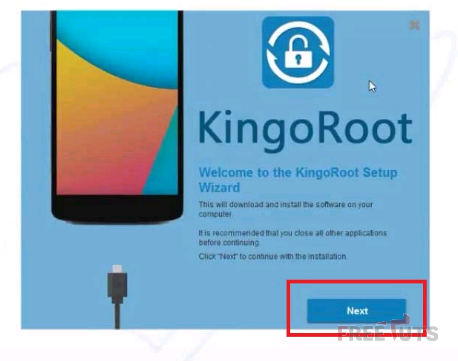 KingoRoot
Welcome to the KingoRoot Setup
Wizard
This will download and install the software on your
computer.
It is recommended that you close all other applications
before continuing.
Click "Next" to continue with the installation.
Next
FREETUTS